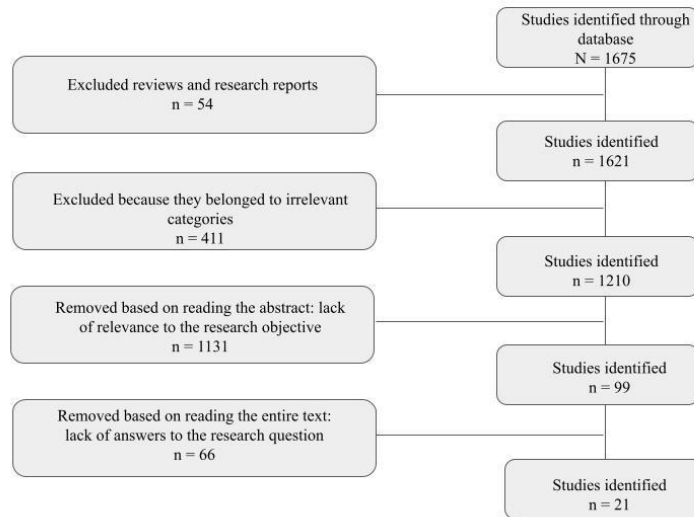 Studies identified through
database
N = 1675
Excluded reviews and research reports
n = 54
Studies identified
n = 1621
Excluded because they belonged to irrelevant
categories
n = 411
Studies identified
n = 1210
Removed based on reading the abstract: lack
of relevance to the research objective
n = 1131
Studies identified
n = 99
Removed based on reading the entire text:
lack of answers to the research question
n = 66
Studies identified
n = 21